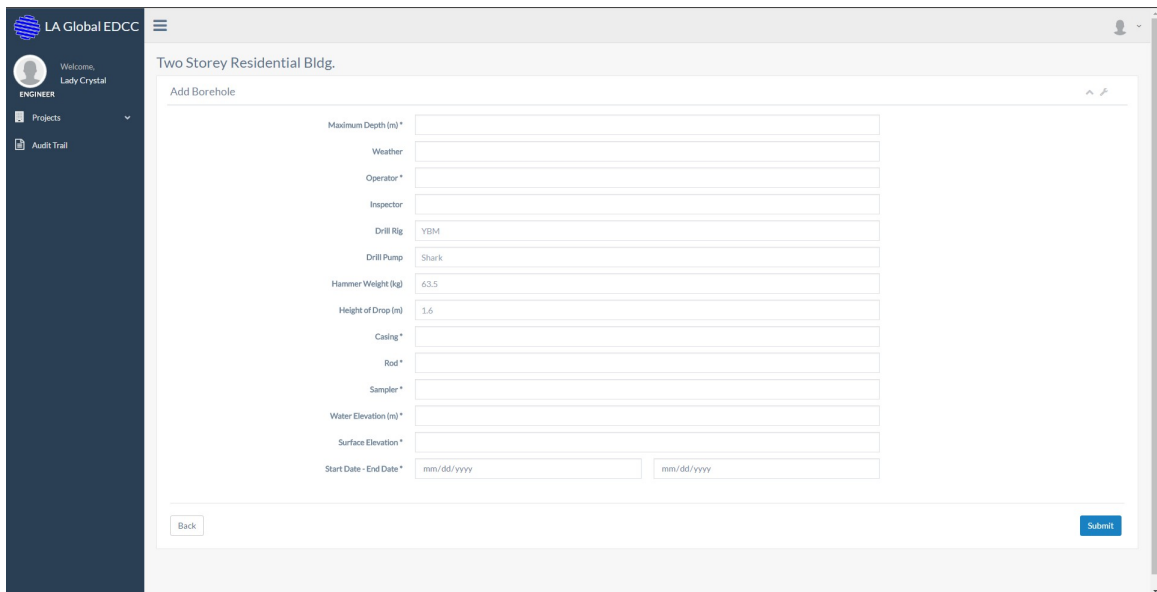 LA Global EDCC
Welcome,
Lady Crystal
ENGINEER
Projects
Audit Trail
Two Storey Residential Bldg.
Add Borehole
Maximum Depth (m) *
Weather
Operator *
Inspector
Drill Rig YBM
Drill Pump Shark
Hammer Weight (kg) 63.5
Height of Drop (m) 1.6
Casing *
Rod *
Sampler *
Water Elevation (m) *
Surface Elevation *
Start Date - End Date * mm/dd/yyyy mm/dd/yyyy
Back Submit